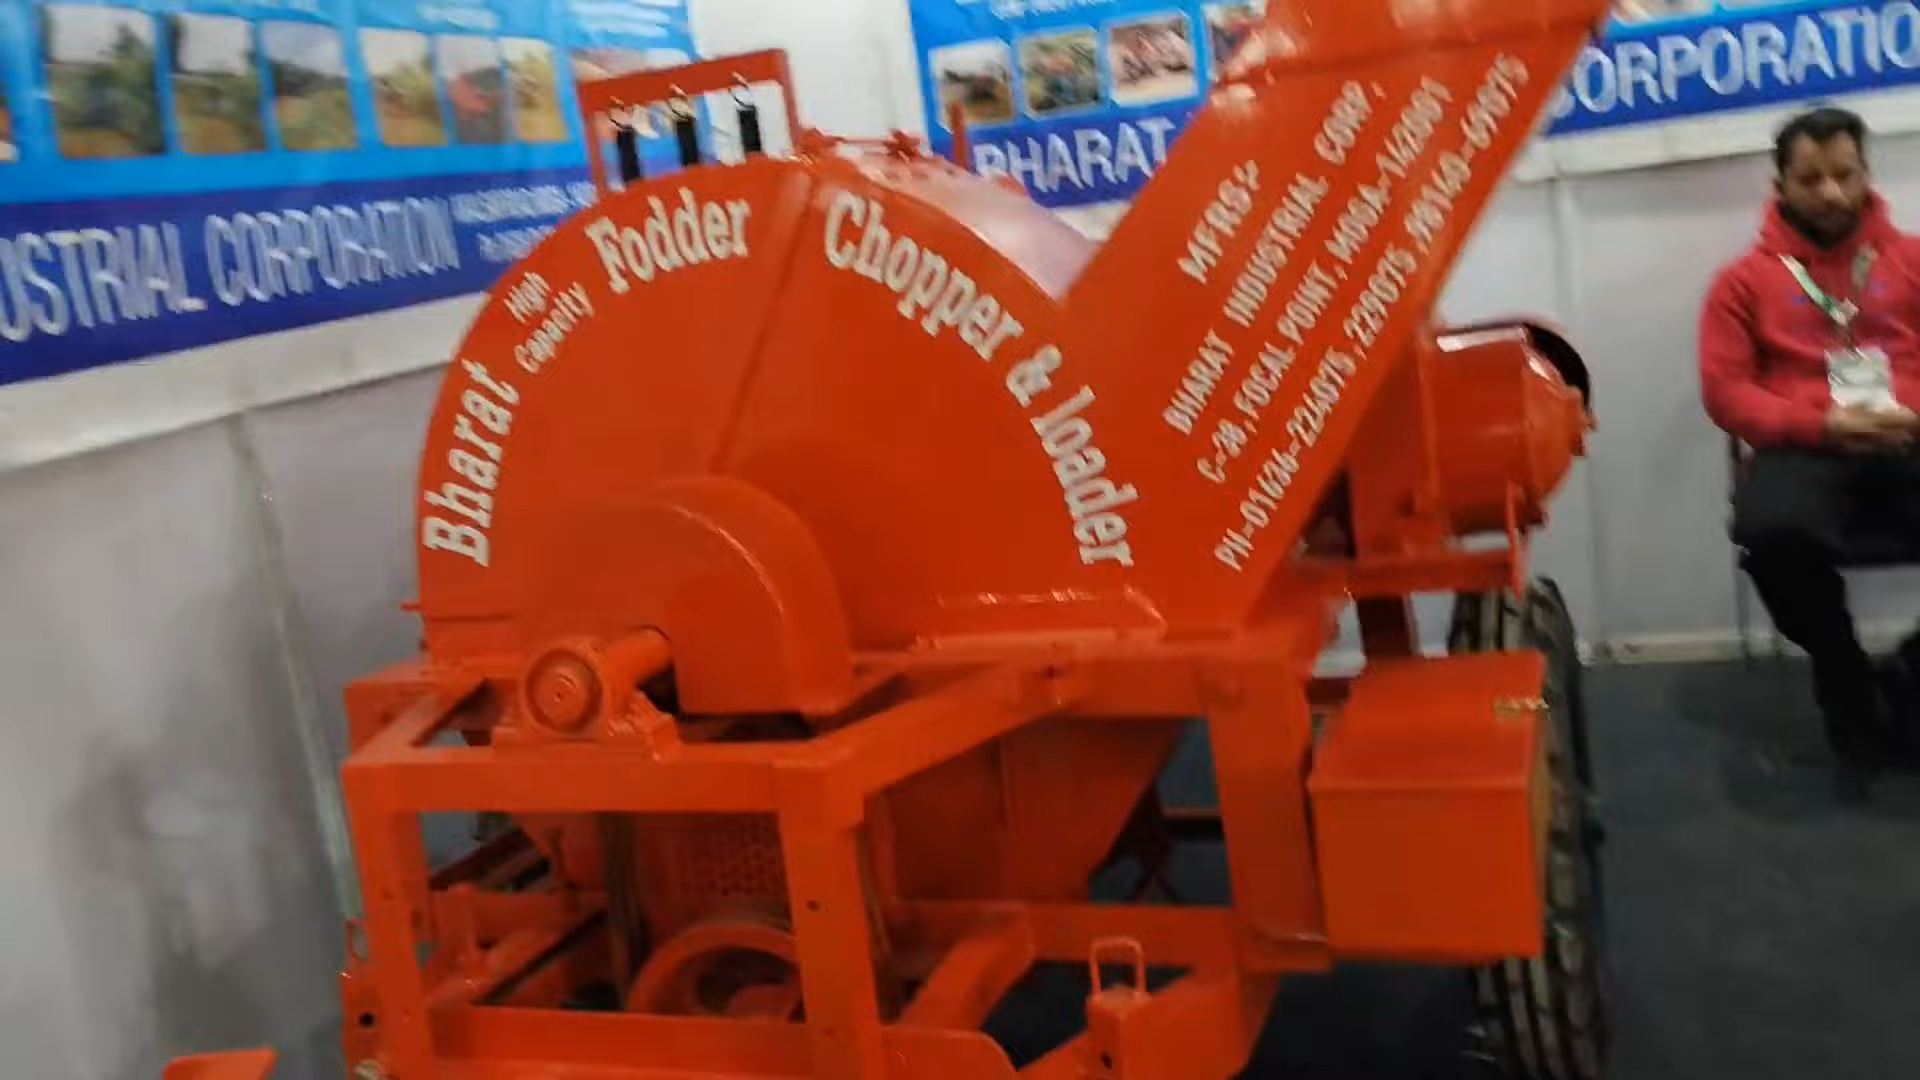 USTRIAL CORPORATION
BHARAT
CORPORATIO
Bharat
High
Capacity
Fodder
Chopper & loader
MFRS:-
BHARAT INDUSTRIAL CORP.,
C-28, FOCAL POINT, MOGA-142001
PH-01636-224075, 229075, 98140-69075